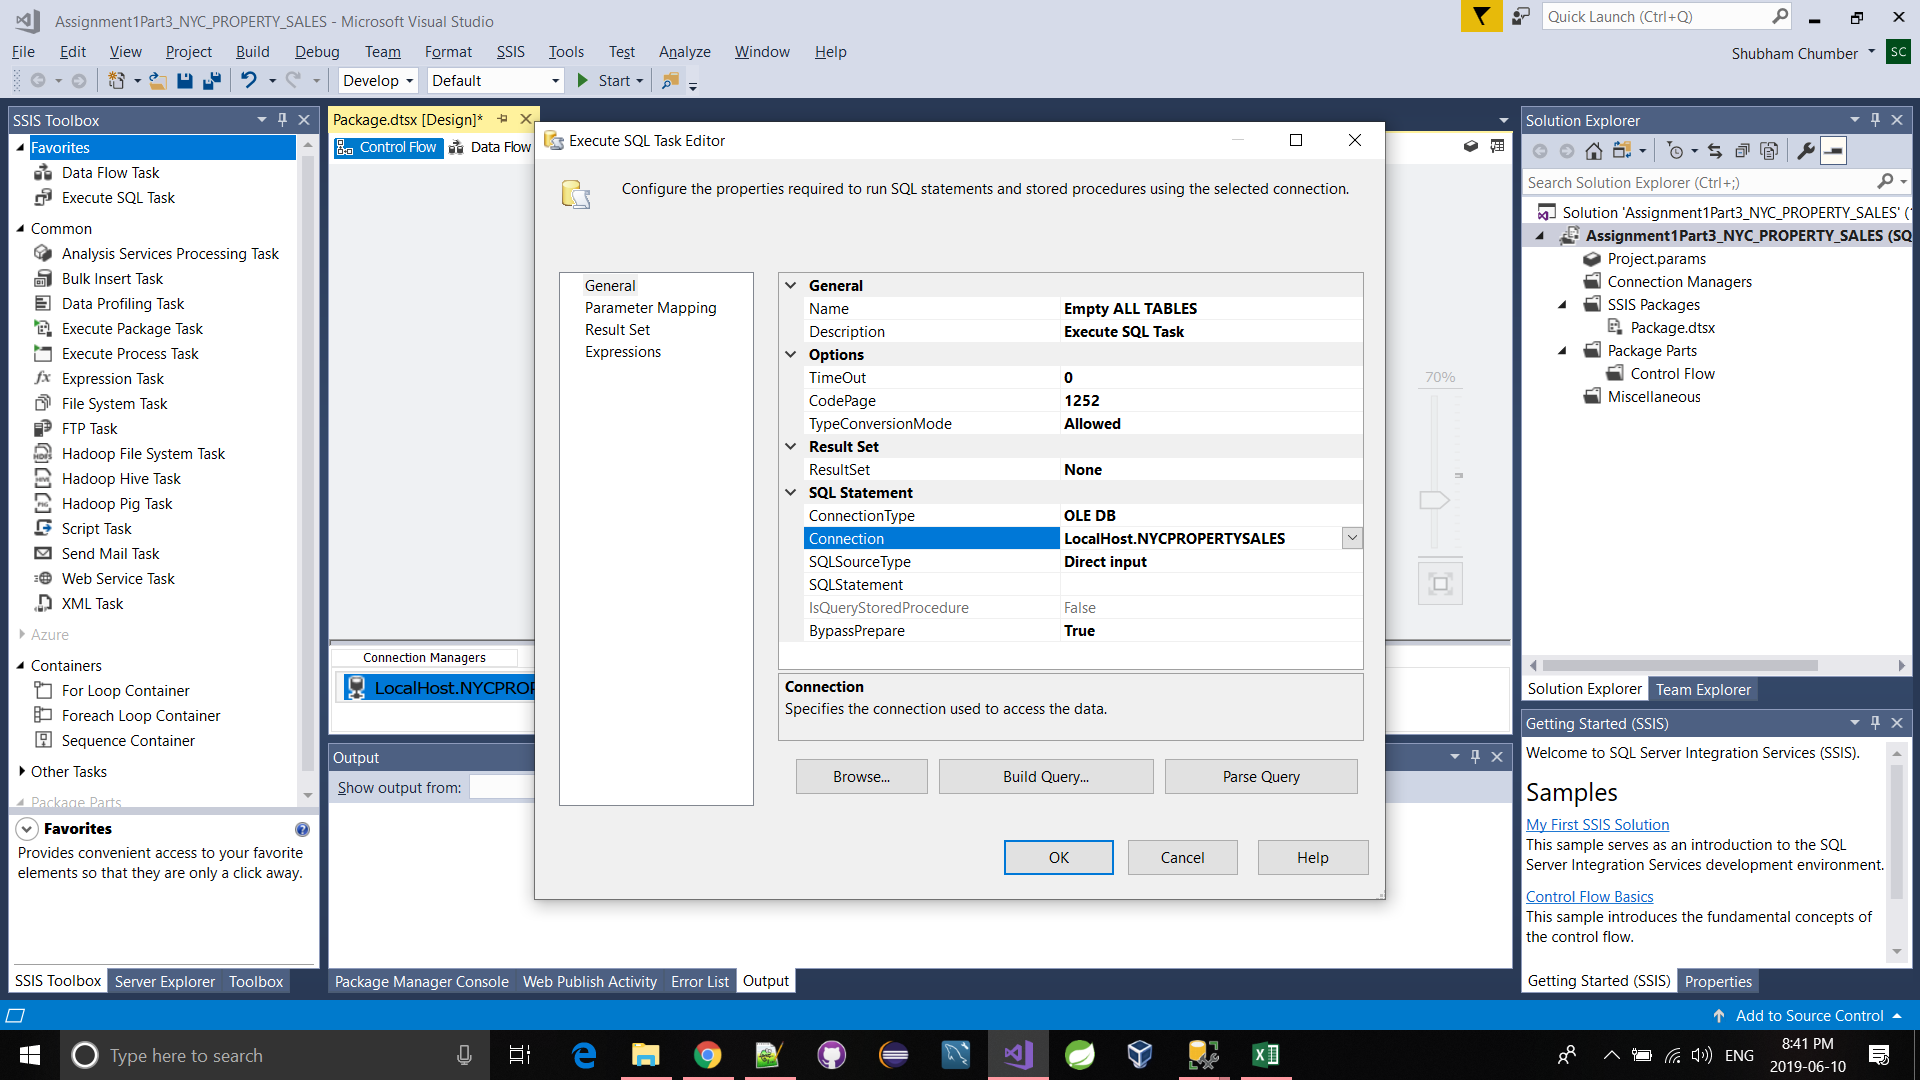 Assignment1Part3_NYC_PROPERTY_SALES - Microsoft Visual Studio
Quick Launch (Ctrl+Q)
File Edit View Project Build Debug Team Format SSIS Tools Test Analyze Window Help
Shubham Chumber
SC
Develop Default Start
SSIS Toolbox
Favorites
Data Flow Task
Execute SQL Task
Common
Analysis Services Processing Task
Bulk Insert Task
Data Profiling Task
Execute Package Task
Execute Process Task
Expression Task
File System Task
FTP Task
Hadoop File System Task
Hadoop Hive Task
Hadoop Pig Task
Script Task
Send Mail Task
Web Service Task
XML Task
Azure
Containers
For Loop Container
Foreach Loop Container
Sequence Container
Other Tasks
Package Parts
Favorites
Provides convenient access to your favorite
elements so that they are only a click away.
SSIS Toolbox Server Explorer Toolbox
Package.dtsx [Design]*
Control Flow Data Flow
70%
Connection Managers
LocalHost.NYCPROP
Output
Show output from:
Package Manager Console Web Publish Activity Error List Output
Execute SQL Task Editor
Configure the properties required to run SQL statements and stored procedures using the selected connection.
General
Parameter Mapping
Result Set
Expressions
General
Name Empty ALL TABLES
Description Execute SQL Task
Options
TimeOut 0
CodePage 1252
TypeConversionMode Allowed
Result Set
ResultSet None
SQL Statement
ConnectionType OLE DB
Connection LocalHost.NYCPROPERTYSALES
SQLSourceType Direct input
SQLStatement
IsQueryStoredProcedure False
BypassPrepare True
Connection
Specifies the connection used to access the data.
Browse... Build Query... Parse Query
OK Cancel Help
Solution Explorer
Search Solution Explorer (Ctrl+;)
Solution 'Assignment1Part3_NYC_PROPERTY_SALES' (
Assignment1Part3_NYC_PROPERTY_SALES (SQ
Project.params
Connection Managers
SSIS Packages
Package.dtsx
Package Parts
Control Flow
Miscellaneous
Solution Explorer Team Explorer
Getting Started (SSIS)
Welcome to SQL Server Integration Services (SSIS).
Samples
My First SSIS Solution
This sample serves as an introduction to the SQL
Server Integration Services development environment.
Control Flow Basics
This sample introduces the fundamental concepts of
the control flow.
Getting Started (SSIS) Properties
Add to Source Control
Type here to search
ENG
8:41 PM
2019-06-10